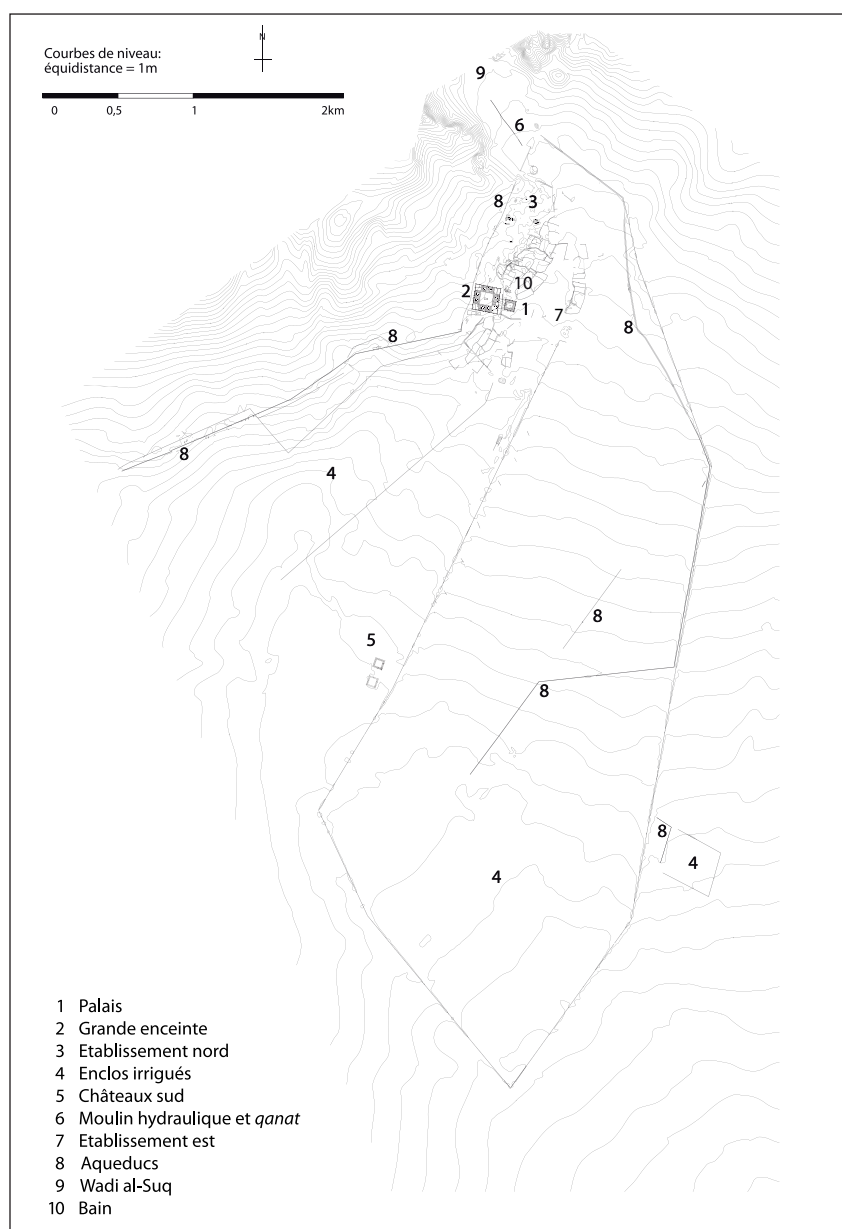 N
Courbes de niveau:
équidistance = 1m
0 0,5 1 2km
9
6
8 3
10
2
1 7
8 8
8
4
8
5
8
8 4
4
1 Palais
2 Grande enceinte
3 Etablissement nord
4 Enclos irrigués
5 Châteaux sud
6 Moulin hydraulique et qanat
7 Etablissement est
8 Aqueducs
9 Wadi al-Suq
10 Bain